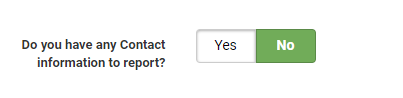 Do you have any Contact
information to report?
Yes No